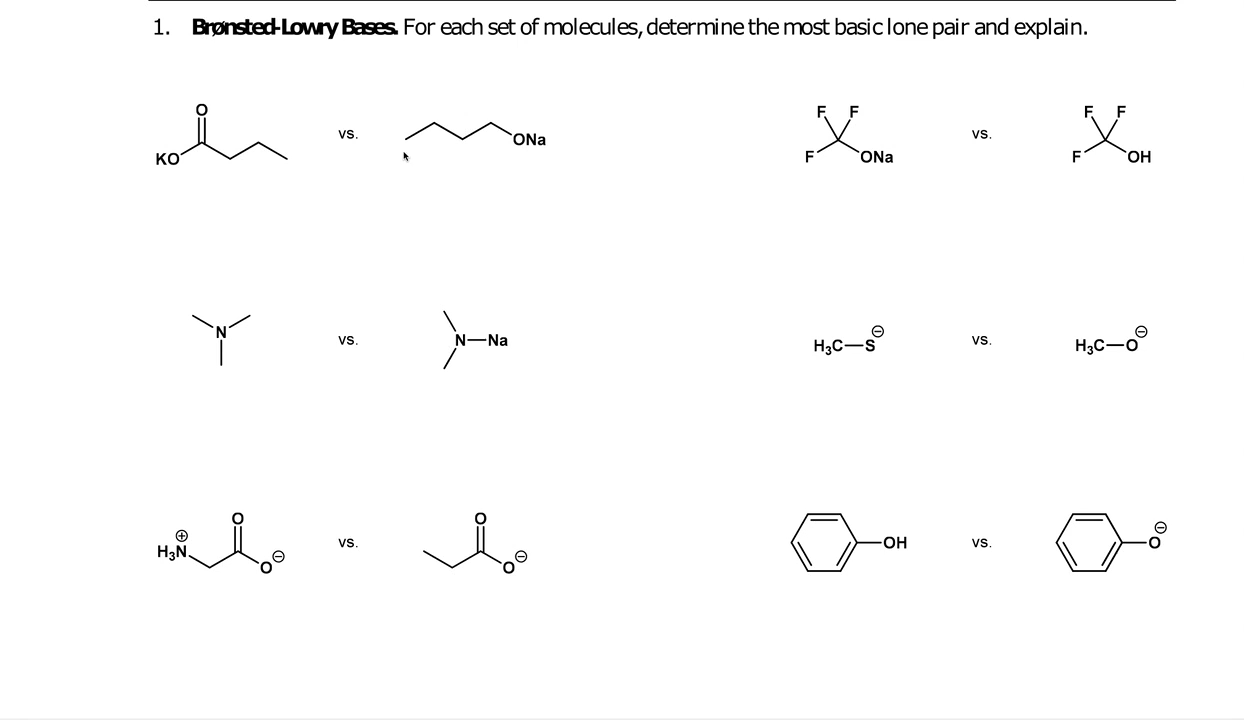 1. Brønsted-Lowry Bases. For each set of molecules, determine the most basic lone pair and explain.
O
KO
vs.
ONa
F F
F
ONa
vs.
F F
F
OH
N
vs.
N—Na
H₃C—S⊖
vs.
H₃C—O⊖
H₃N⊕
O
O⊖
vs.
O
O⊖
OH
vs.
O⊖